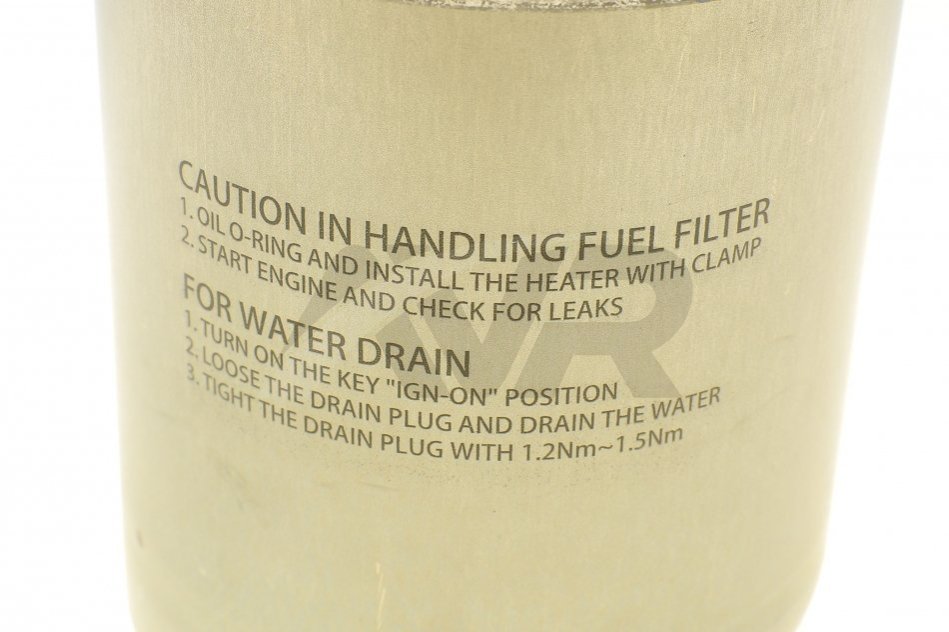 CAUTION IN HANDLING FUEL FILTER
1. OIL O-RING AND INSTALL THE HEATER WITH CLAMP
2. START ENGINE AND CHECK FOR LEAKS
FOR WATER DRAIN
1. TURN ON THE KEY "IGN-ON" POSITION
2. LOOSE THE DRAIN PLUG AND DRAIN THE WATER
3. TIGHT THE DRAIN PLUG WITH 1.2Nm~1.5Nm